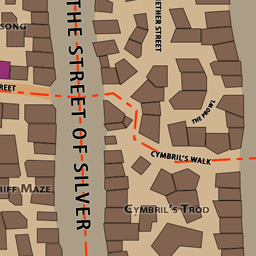 THE STREET OF SILVER
SONG
ETHER STREET
REET
THE PROWL
CYMBRIL'S WALK
RIFF MAZE
CYMBRIL'S TROD